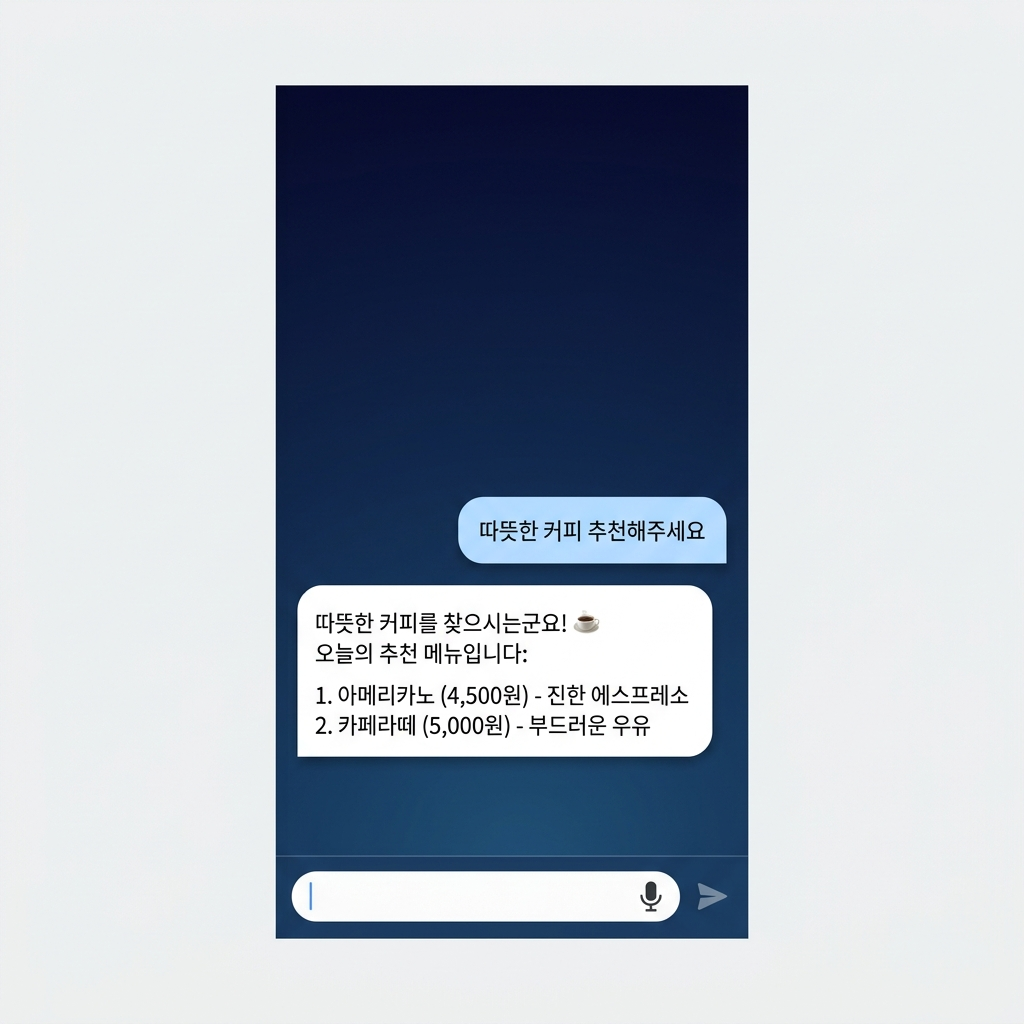 따뜻한 커피 추천해주세요
따뜻한 커피를 찾으시는군요! ☕
오늘의 추천 메뉴입니다:
1. 아메리카노 (4,500원) - 진한 에스프레소
2. 카페라떼 (5,000원) - 부드러운 우유